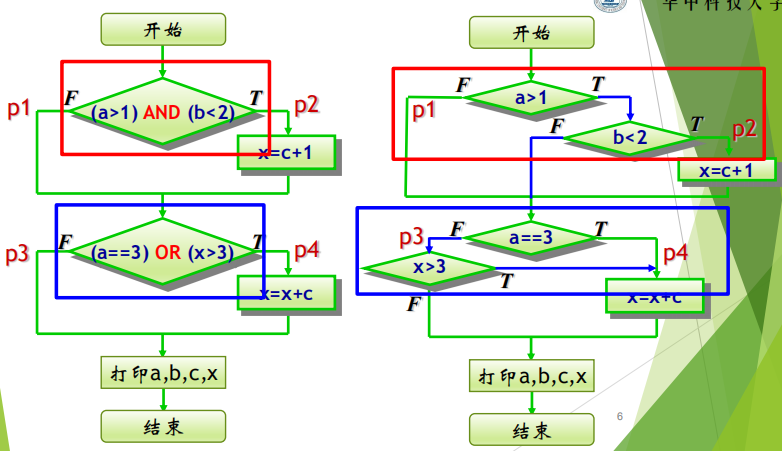 华中科技大学
开始
p1
F
(a>1) AND (b<2)
T
p2
x=c+1
p3
F
(a==3) OR (x>3)
T
p4
x=x+c
打印a,b,c,x
结束
开始
F
a>1
T
p1
F
b<2
T
p2
x=c+1
p3
F
a==3
T
p4
x>3
T
F
x=x+c
打印a,b,c,x
结束
6